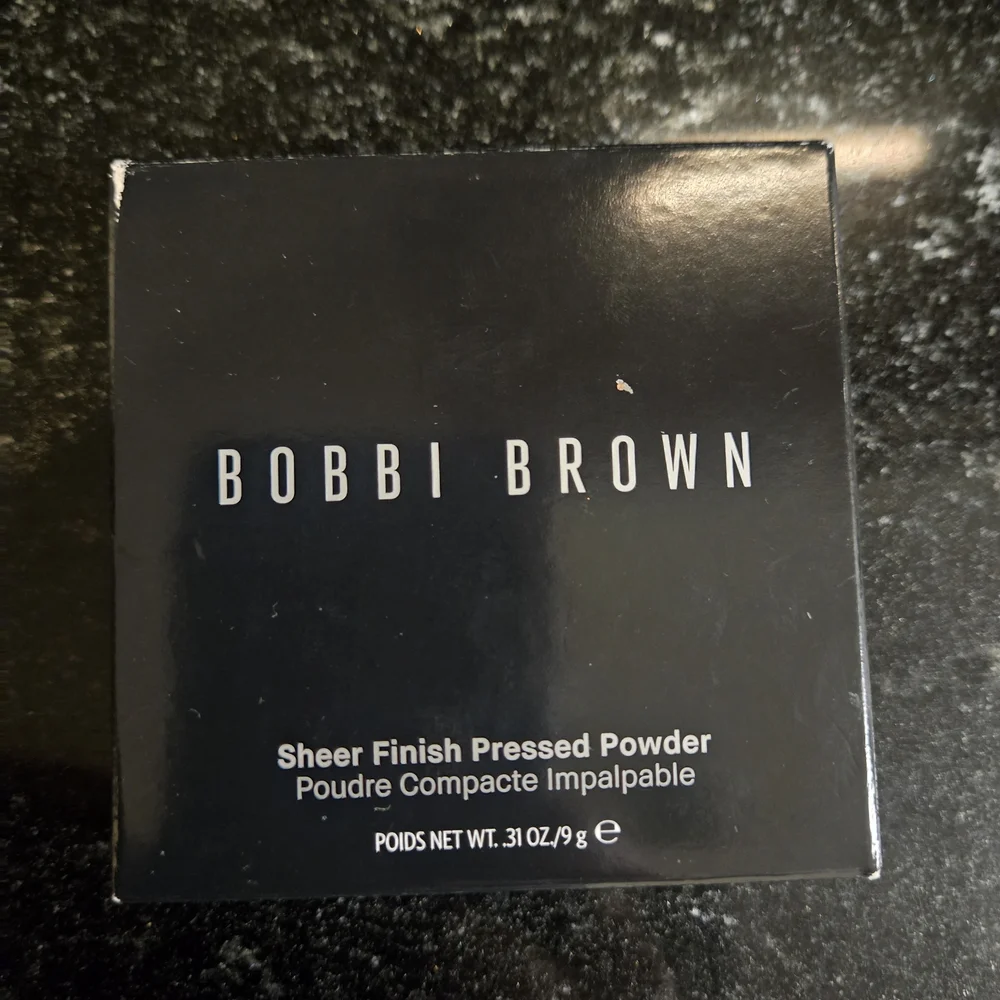 BOBBI BROWN
Sheer Finish Pressed Powder
Poudre Compacte Impalpable
POIDS NET WT. .31 OZ./9 g ℮